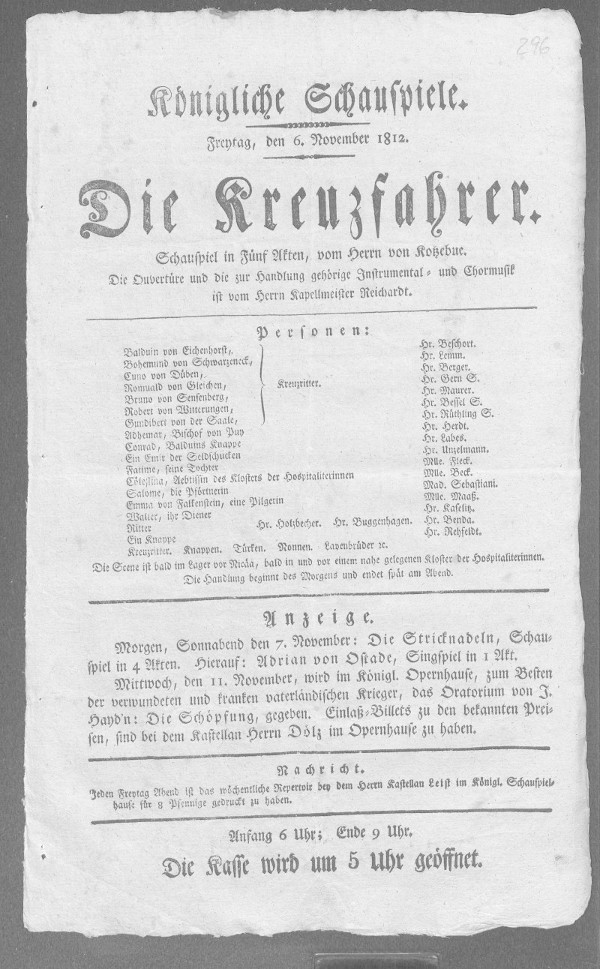 296
Königliche Schauspiele.
Freytag, den 6. November 1812.
Die Kreuzfahrer.
Schauspiel in Fünf Akten, vom Herrn von Kotzebue.
Die Ouvertüre und die zur Handlung gehörige Instrumental- und Chormusik
ist vom Herrn Kapellmeister Reichardt.
Personen:
Balduin von Eichenhorst,
Bohemund von Schwarzeneck,
Cuno von Düben,
Romuald von Gleichen,
Bruno von Sensenberg,
Robert von Witterungen,
Gundibert von der Saale,
Kreuzritter.
Adhemar, Bischof von Puy
Conrad, Balduins Knappe
Ein Emir der Seldschucken
Fatime, seine Tochter
Cölestina, Aebtissin des Klosters der Hospitaliterinnen
Salome, die Pförtnerin
Emma von Falkenstein, eine Pilgerin
Walter, ihr Diener
Ritter Hr. Holzbecher. Hr. Buggenhagen.
Ein Knappe
Hr. Beschort.
Hr. Lemm.
Hr. Berger.
Hr. Gern S.
Hr. Maurer.
Hr. Bessel S.
Hr. Rüthling S.
Hr. Herdt.
Hr. Labes.
Hr. Unzelmann.
Mlle. Fleck.
Mlle. Beck.
Mad. Sebastiani.
Mlle. Maaß.
Hr. Kaselitz.
Hr. Benda.
Hr. Rehfeldt.
Kreuzritter. Knappen. Türken. Nonnen. Layenbrüder ꝛc.
Die Scene ist bald im Lager vor Nicäa, bald in und vor einem nahe gelegenen Kloster der Hospitaliterinnen.
Die Handlung beginnt des Morgens und endet spät am Abend.
Anzeige.
Morgen, Sonnabend den 7. November: Die Stricknadeln, Schau-
spiel in 4 Akten. Hierauf: Adrian von Ostade, Singspiel in 1 Akt.
Mittwoch, den 11. November, wird im Königl. Opernhause, zum Besten
der verwundeten und kranken vaterländischen Krieger, das Oratorium von J.
Hayd'n: Die Schöpfung, gegeben. Einlaß-Billets zu den bekannten Prei-
sen, sind bei dem Kastellan Herrn Dölz im Opernhause zu haben.
Nachricht.
Jeden Freytag Abend ist das wöchentliche Repertoir bey dem Herrn Kastellan Leist im Königl. Schauspiel-
hause für 8 Pfennige gedruckt zu haben.
Anfang 6 Uhr; Ende 9 Uhr.
Die Kasse wird um 5 Uhr geöffnet.